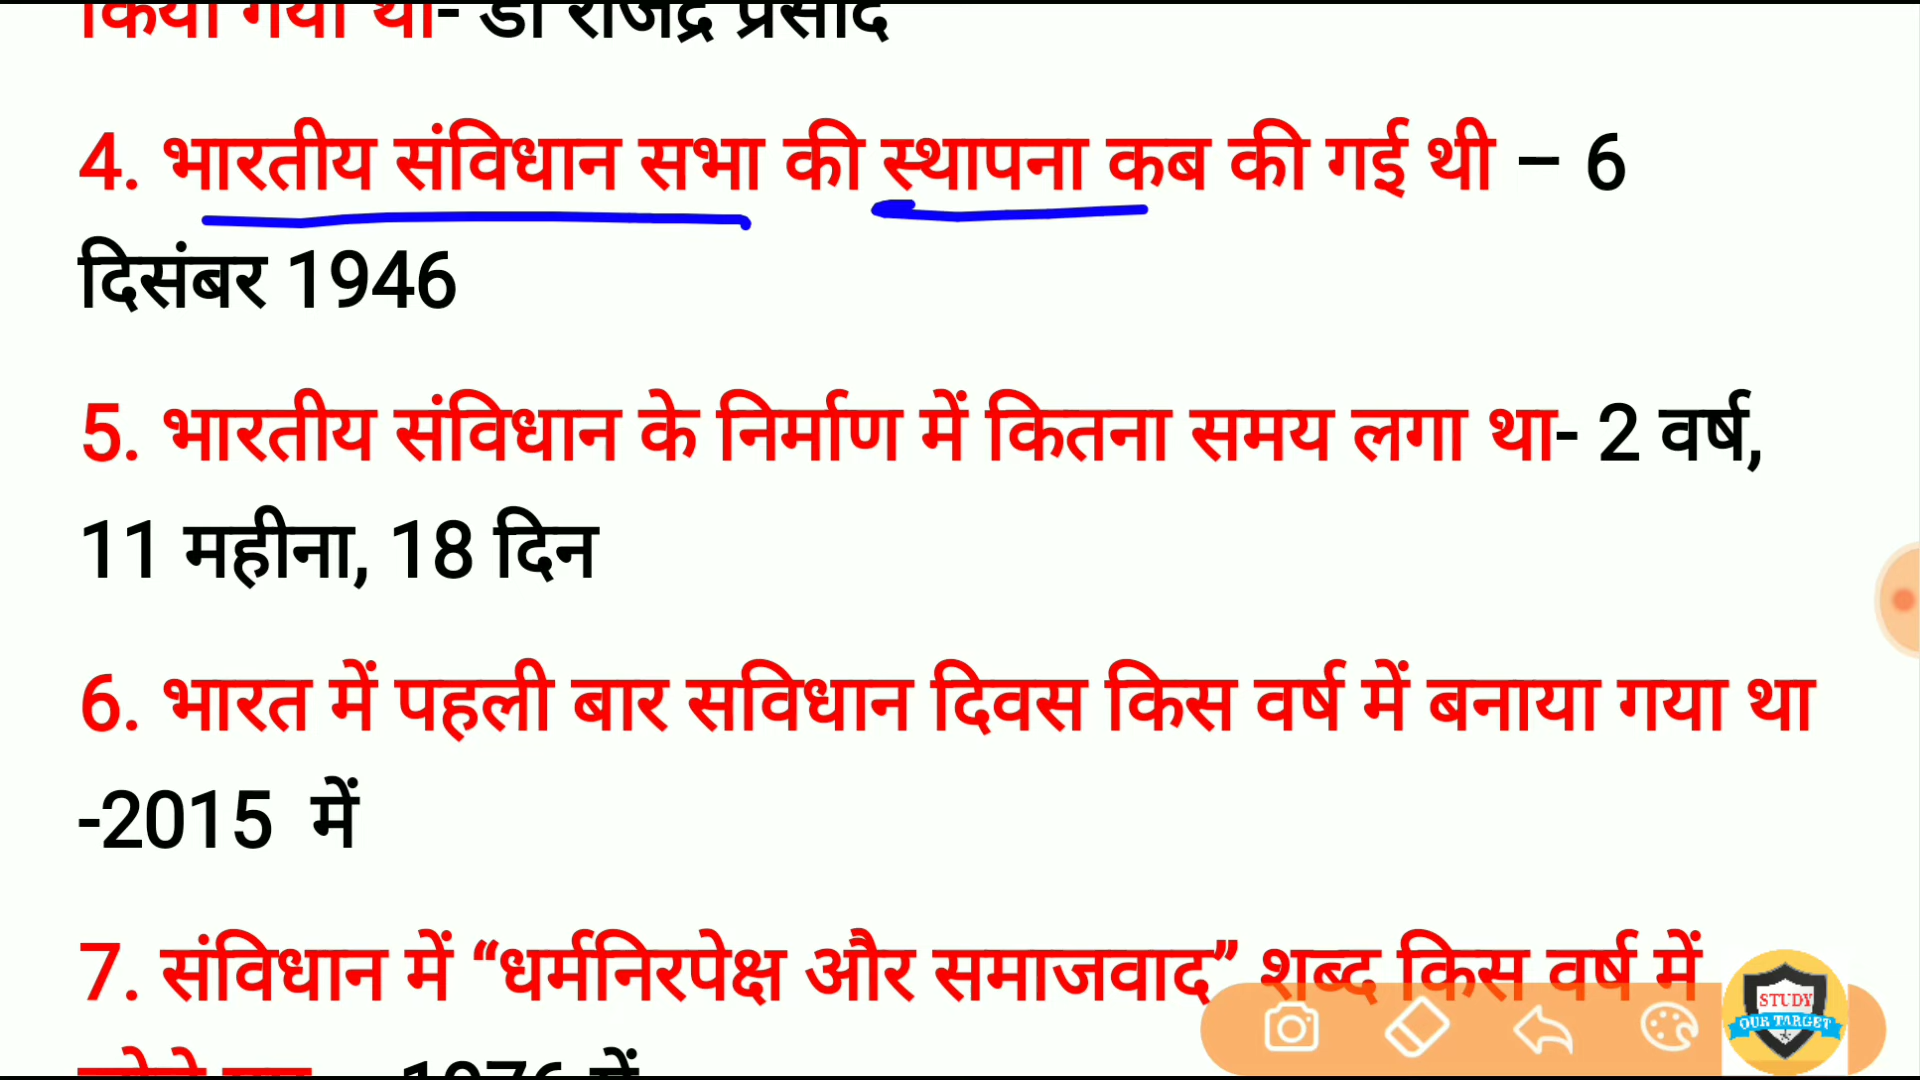 किया गया था- डॉ राजेंद्र प्रसाद
4. भारतीय संविधान सभा की स्थापना कब की गई थी – 6
दिसंबर 1946
5. भारतीय संविधान के निर्माण में कितना समय लगा था- 2 वर्ष,
11 महीना, 18 दिन
6. भारत में पहली बार सविधान दिवस किस वर्ष में बनाया गया था
-2015 में
7. संविधान में “धर्मनिरपेक्ष और समाजवाद” शब्द किस वर्ष में
1976 में
STUDY
OUR TARGET